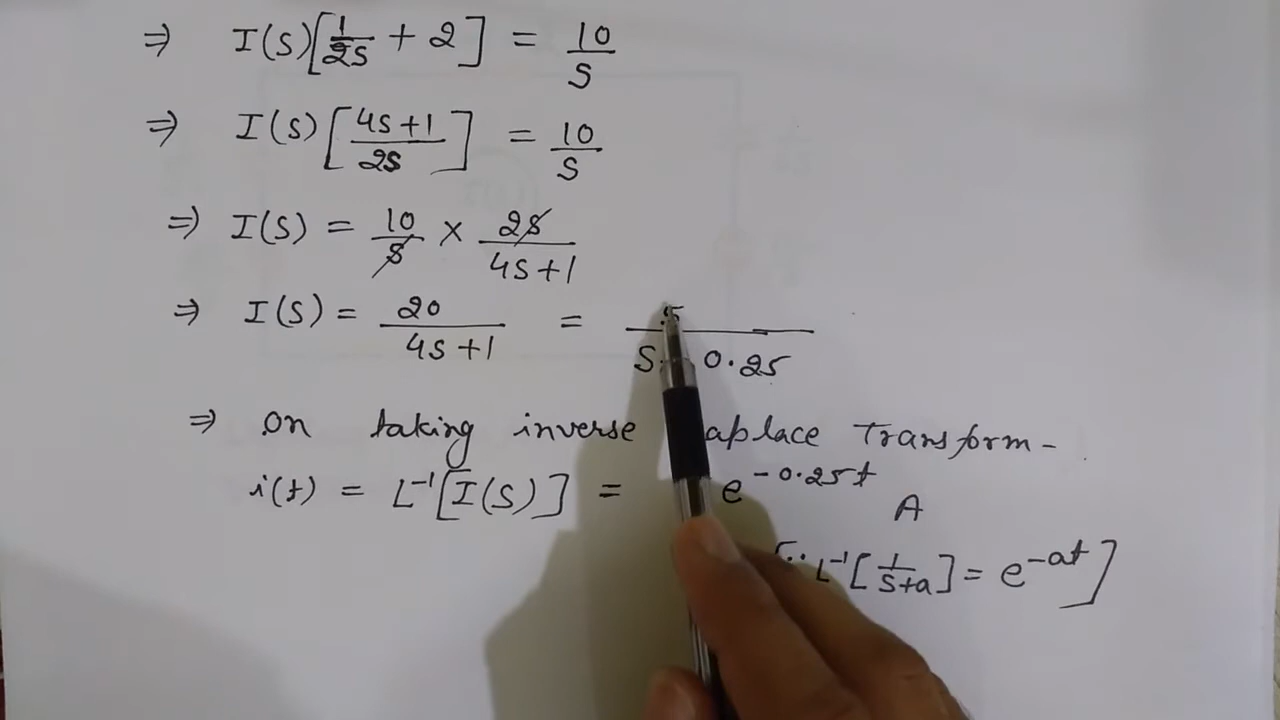 ⇒ I(S)[1/2S + 2] = 10/S
⇒ I(S)[4S+1/2S] = 10/S
⇒ I(S) = 10/S × 2S/4S+1
⇒ I(S) = 20/4S+1 = 5/S 0.25
⇒ on taking inverse aplace Transform -
i(t) = L⁻¹[I(S)] = e^-0.25t A
[∵ L⁻¹[1/S+a] = e^-at]